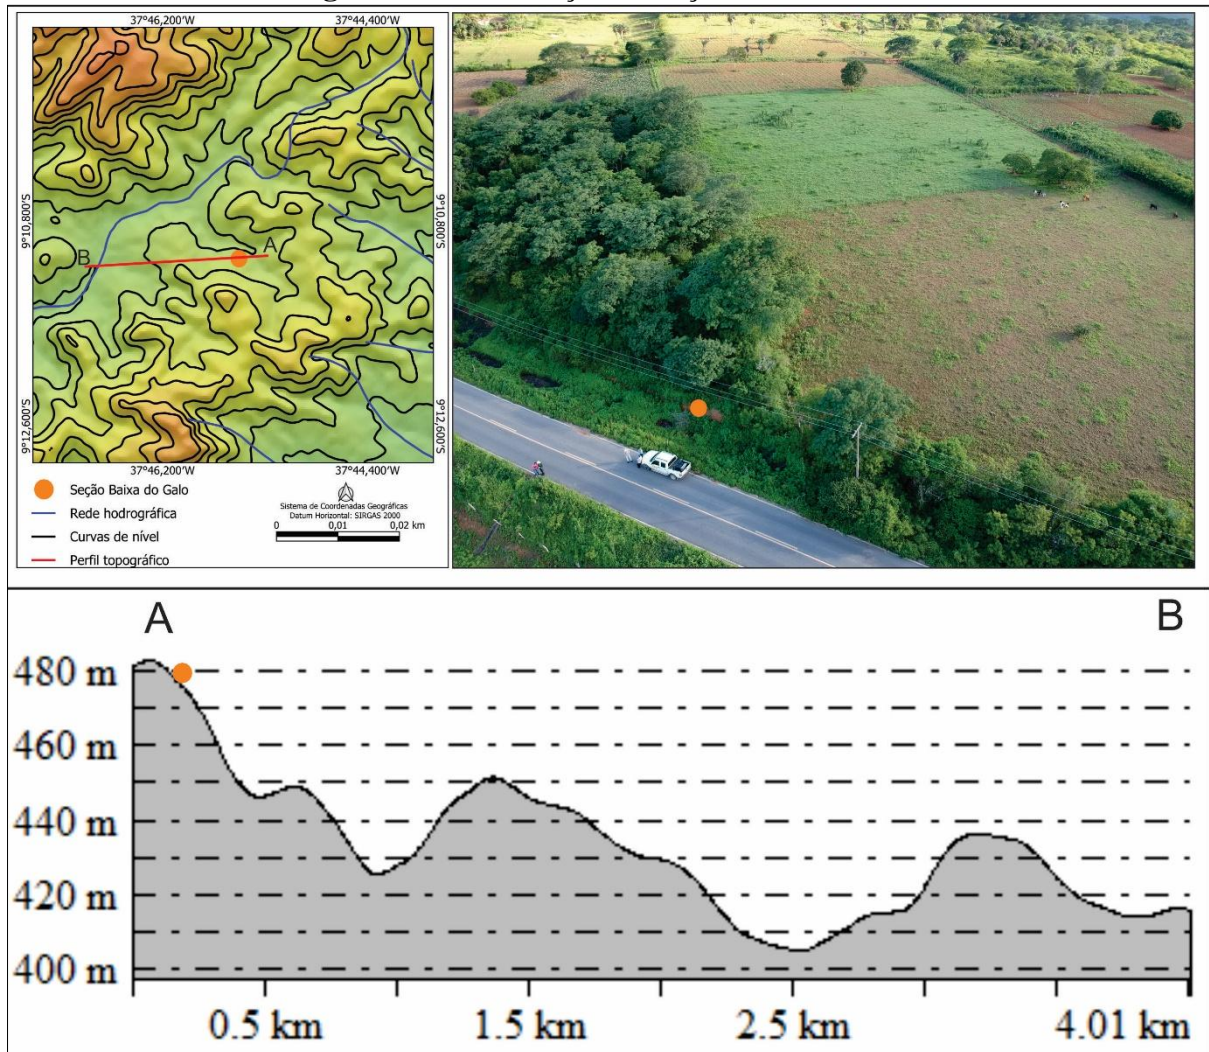 37°46,200'W 37°44,400'W
9°10,800'S
9°10,800'S
B
A
9°12,600'S
9°12,600'S
37°46,200'W 37°44,400'W
Seção Baixa do Galo
Rede hodrográfica
Curvas de nível
Perfil topográfico
Sistema de Coordenadas Geográficas
Datum Horizontal: SIRGAS 2000
0 0,01 0,02 km
A B
480 m
460 m
440 m
420 m
400 m
0.5 km 1.5 km 2.5 km 4.01 km